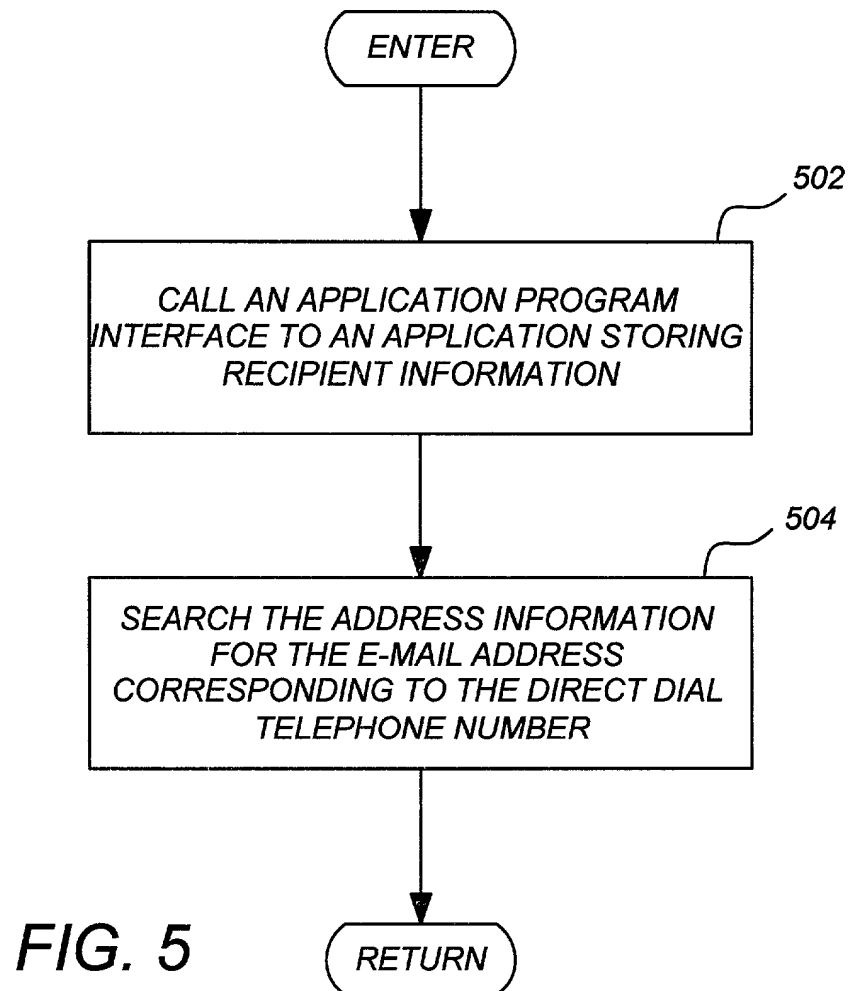 ENTER
502
CALL AN APPLICATION PROGRAM
INTERFACE TO AN APPLICATION STORING
RECIPIENT INFORMATION
504
SEARCH THE ADDRESS INFORMATION
FOR THE E-MAIL ADDRESS
CORRESPONDING TO THE DIRECT DIAL
TELEPHONE NUMBER
FIG. 5
RETURN